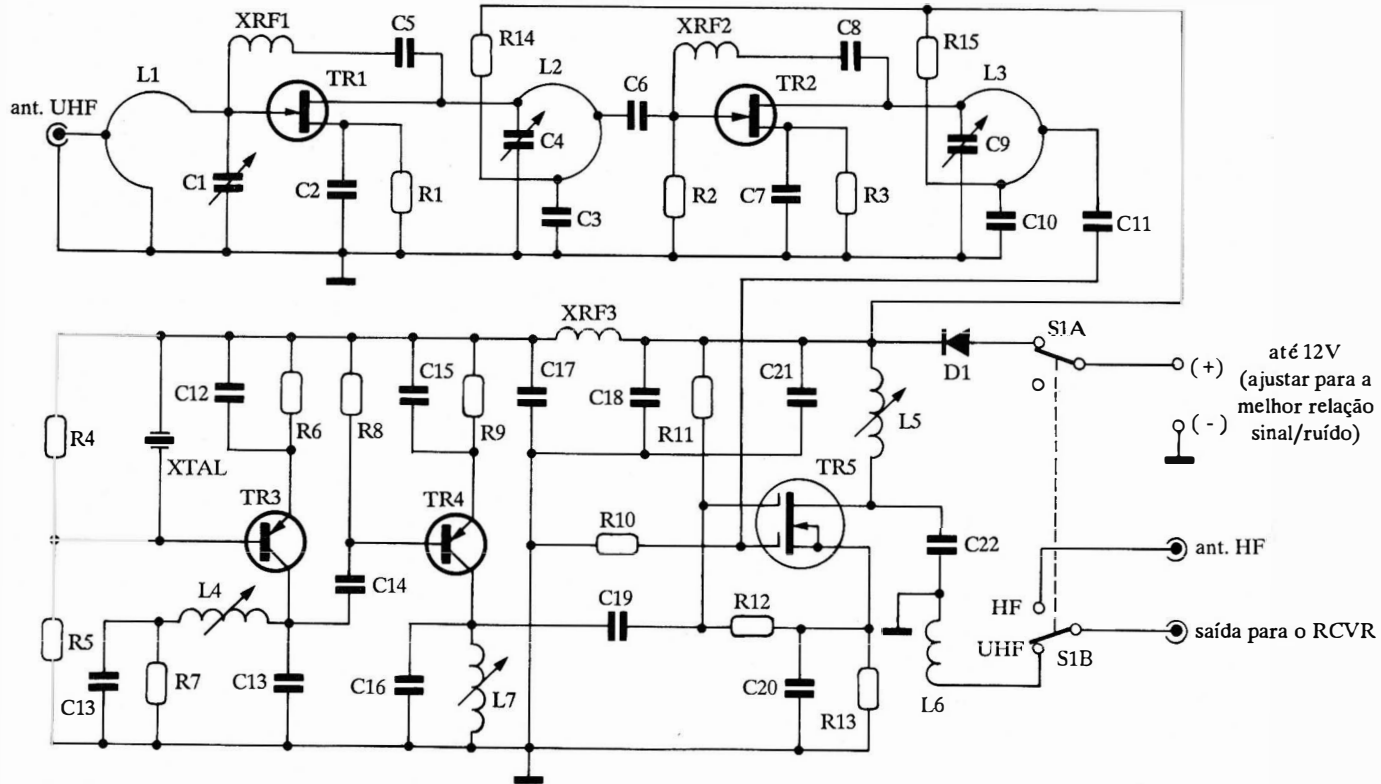 XRF1
C5
R14
XRF2
C8
R15
L1
TR1
L2
TR2
L3
ant. UHF
C6
C4
C9
C1
C2
R1
C3
R2
C7
R3
C10
C11
XRF3
S1A
D1
(+)
até 12V
(ajustar para a
melhor relação
sinal/ruído)
(-)
C12
C15
C17
C18
C21
L5
R4
R6
R8
R9
R11
XTAL
TR3
TR4
TR5
R10
C22
ant. HF
C14
L4
C19
R12
HF
UHF
S1B
saída para o RCVR
R5
C13
R7
C13
C16
L7
C20
R13
L6